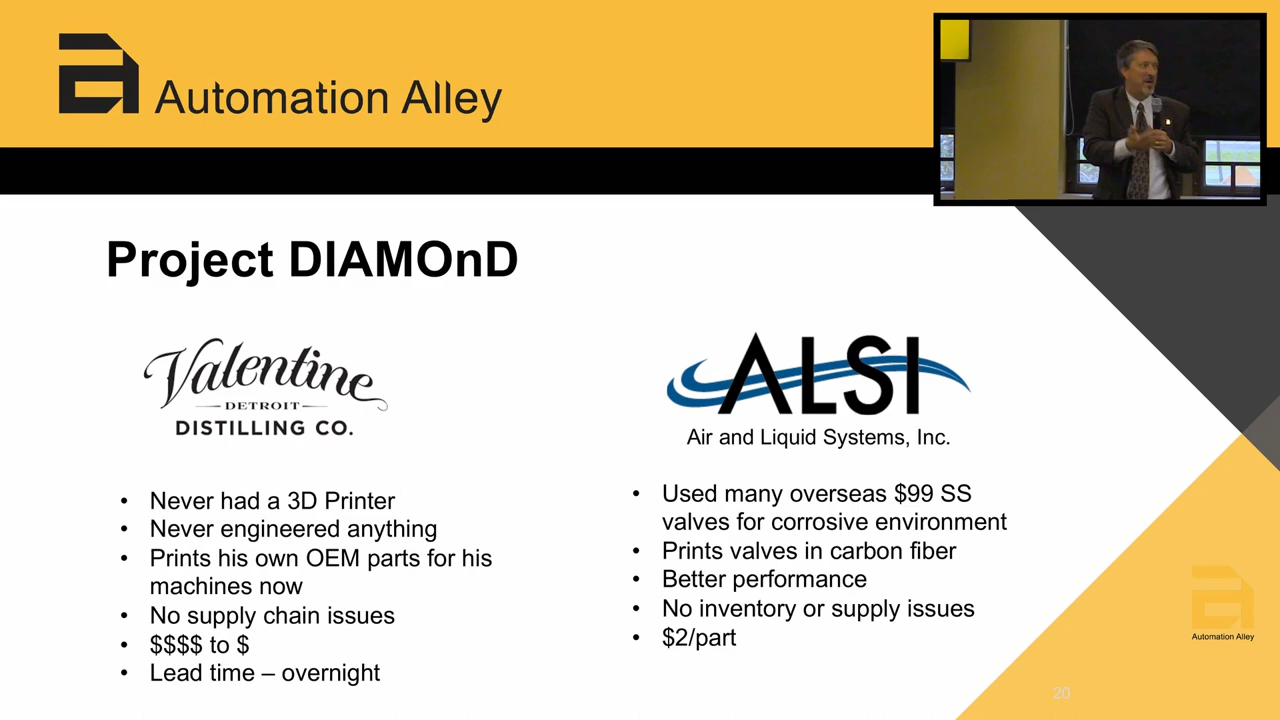 Automation Alley
Project DIAMOnD
Valentine
DETROIT
DISTILLING CO.
• Never had a 3D Printer
• Never engineered anything
• Prints his own OEM parts for his
machines now
• No supply chain issues
• $$$$ to $
• Lead time – overnight
ALSI
Air and Liquid Systems, Inc.
• Used many overseas $99 SS
valves for corrosive environment
• Prints valves in carbon fiber
• Better performance
• No inventory or supply issues
• $2/part
Automation Alley
20